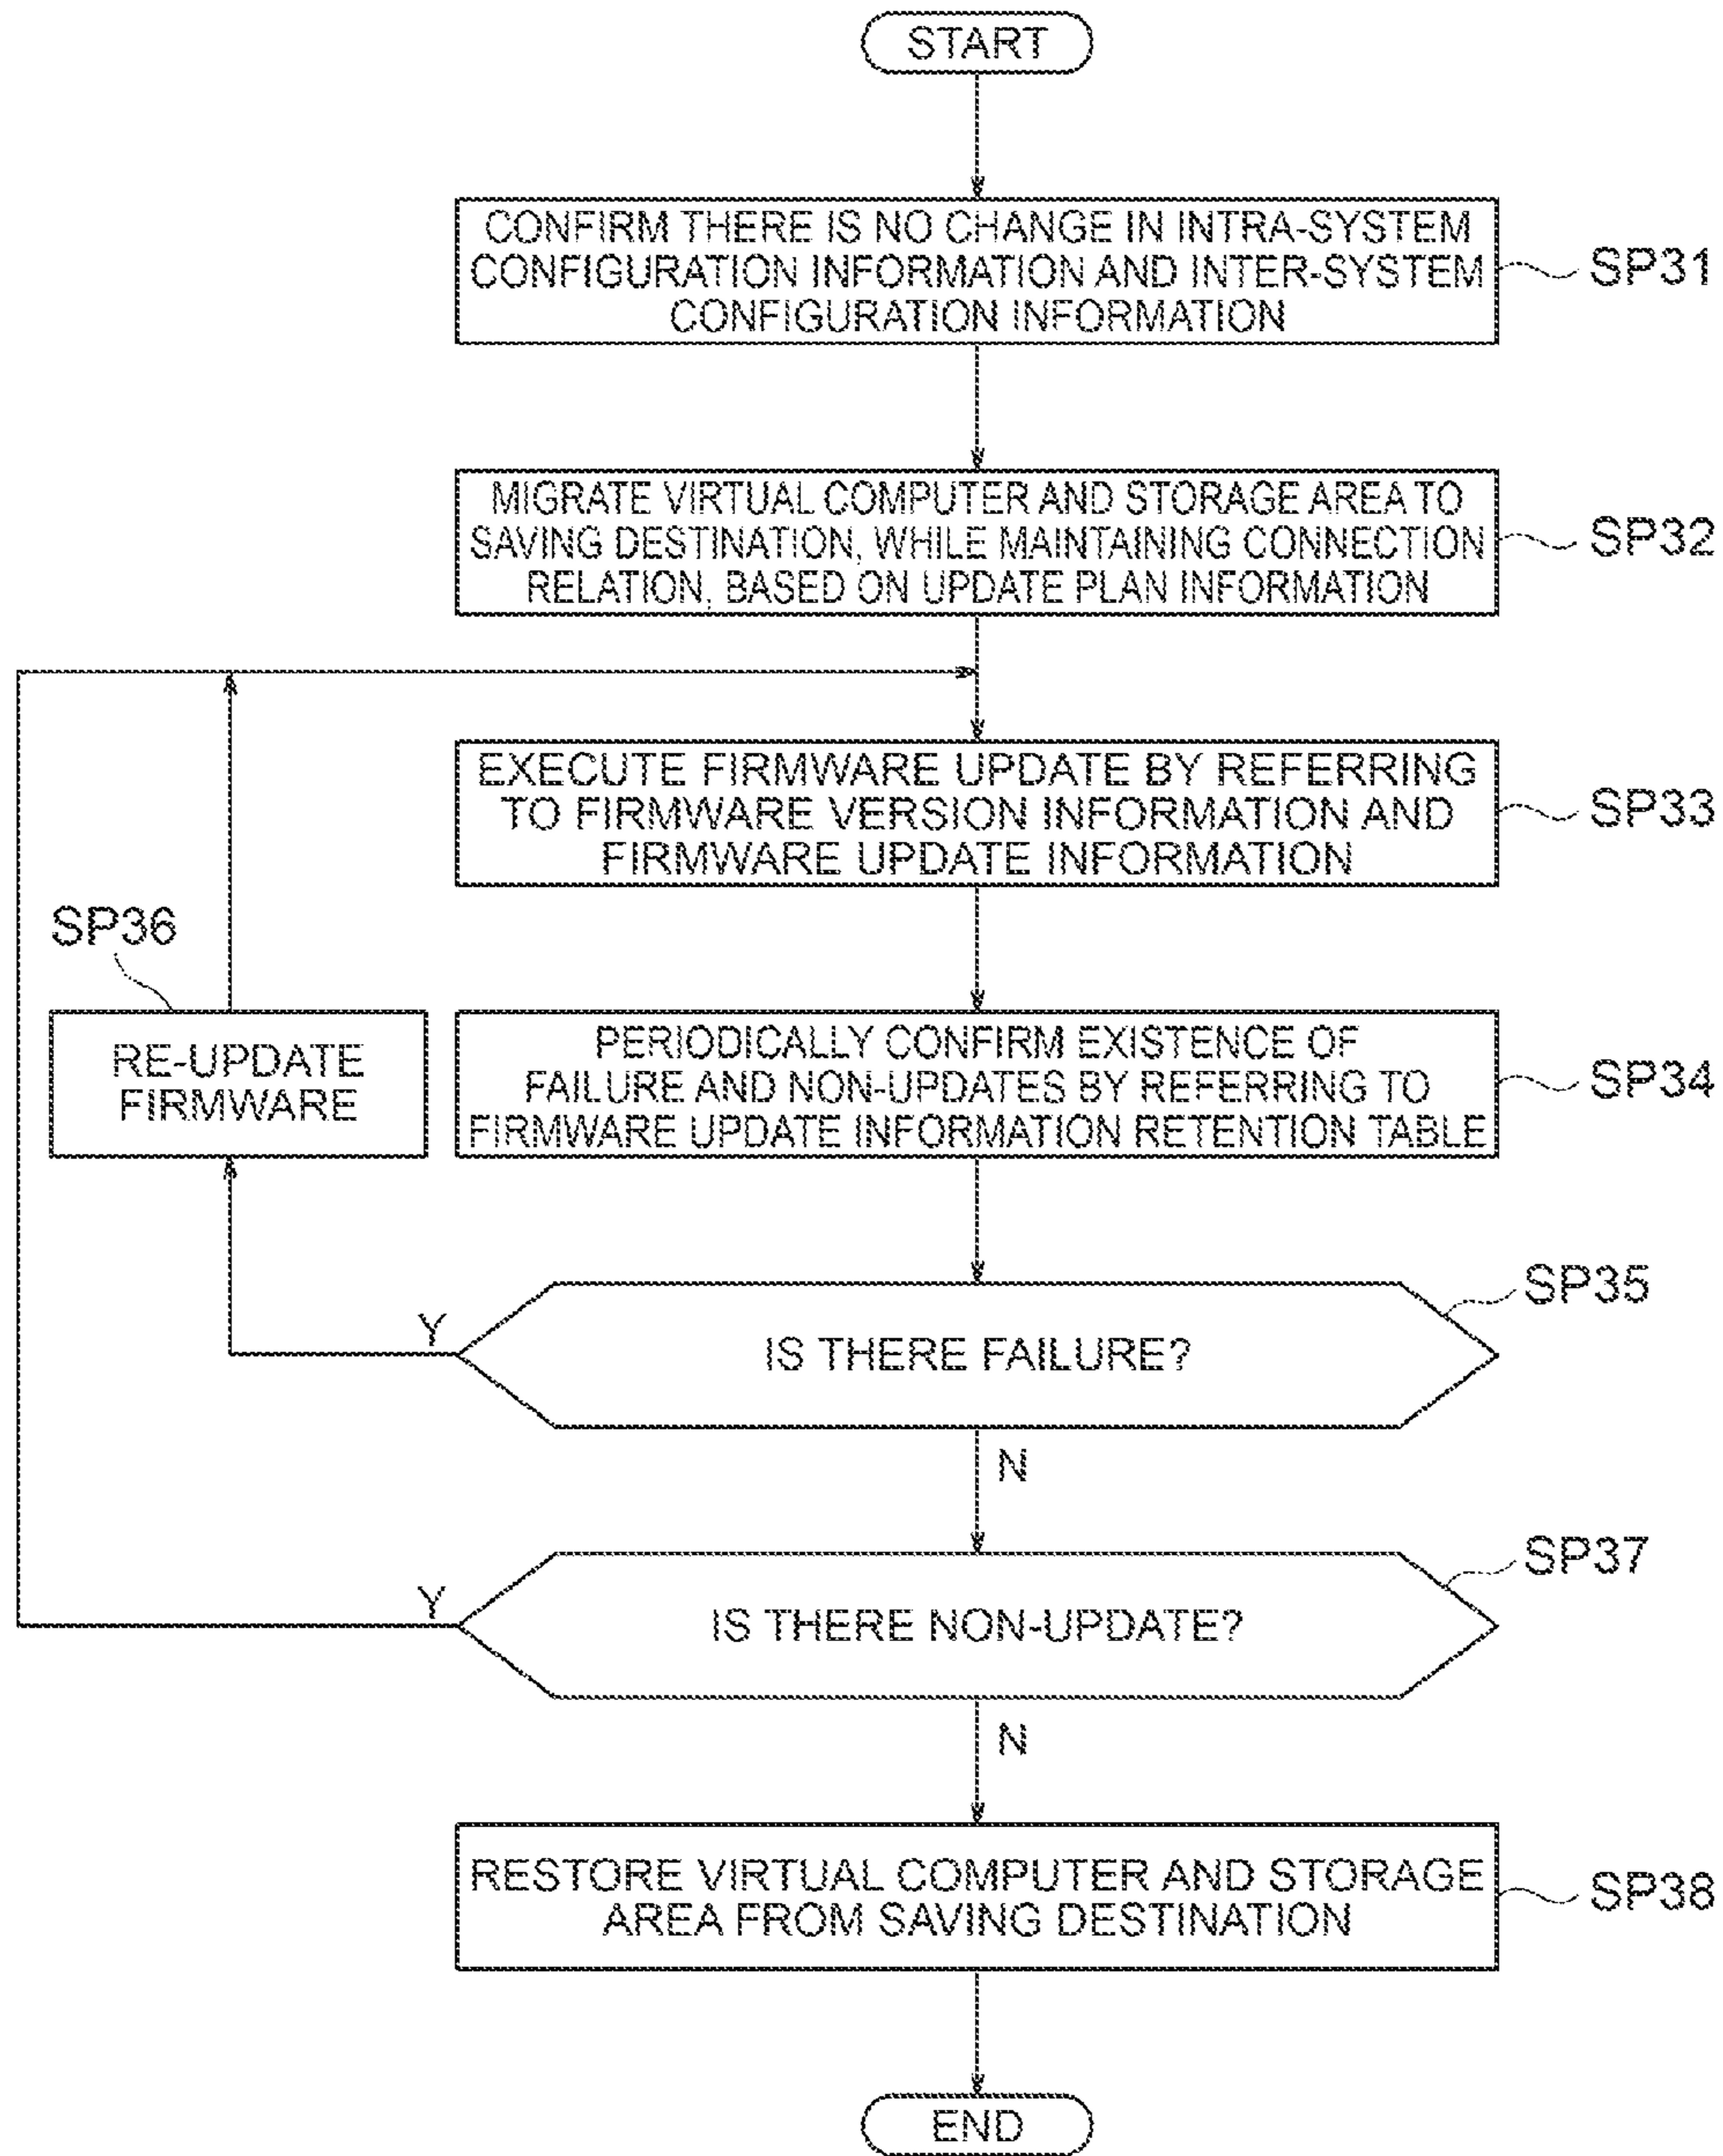 START
CONFIRM THERE IS NO CHANGE IN INTRA-SYSTEM
CONFIGURATION INFORMATION AND INTER-SYSTEM
CONFIGURATION INFORMATION
SP31
MIGRATE VIRTUAL COMPUTER AND STORAGE AREA TO
SAVING DESTINATION, WHILE MAINTAINING CONNECTION
RELATION, BASED ON UPDATE PLAN INFORMATION
SP32
EXECUTE FIRMWARE UPDATE BY REFERRING
TO FIRMWARE VERSION INFORMATION AND
FIRMWARE UPDATE INFORMATION
SP33
SP36
RE-UPDATE
FIRMWARE
PERIODICALLY CONFIRM EXISTENCE OF
FAILURE AND NON-UPDATES BY REFERRING TO
FIRMWARE UPDATE INFORMATION RETENTION TABLE
SP34
SP35
Y
IS THERE FAILURE?
N
SP37
Y
IS THERE NON-UPDATE?
N
RESTORE VIRTUAL COMPUTER AND STORAGE
AREA FROM SAVING DESTINATION
SP38
END